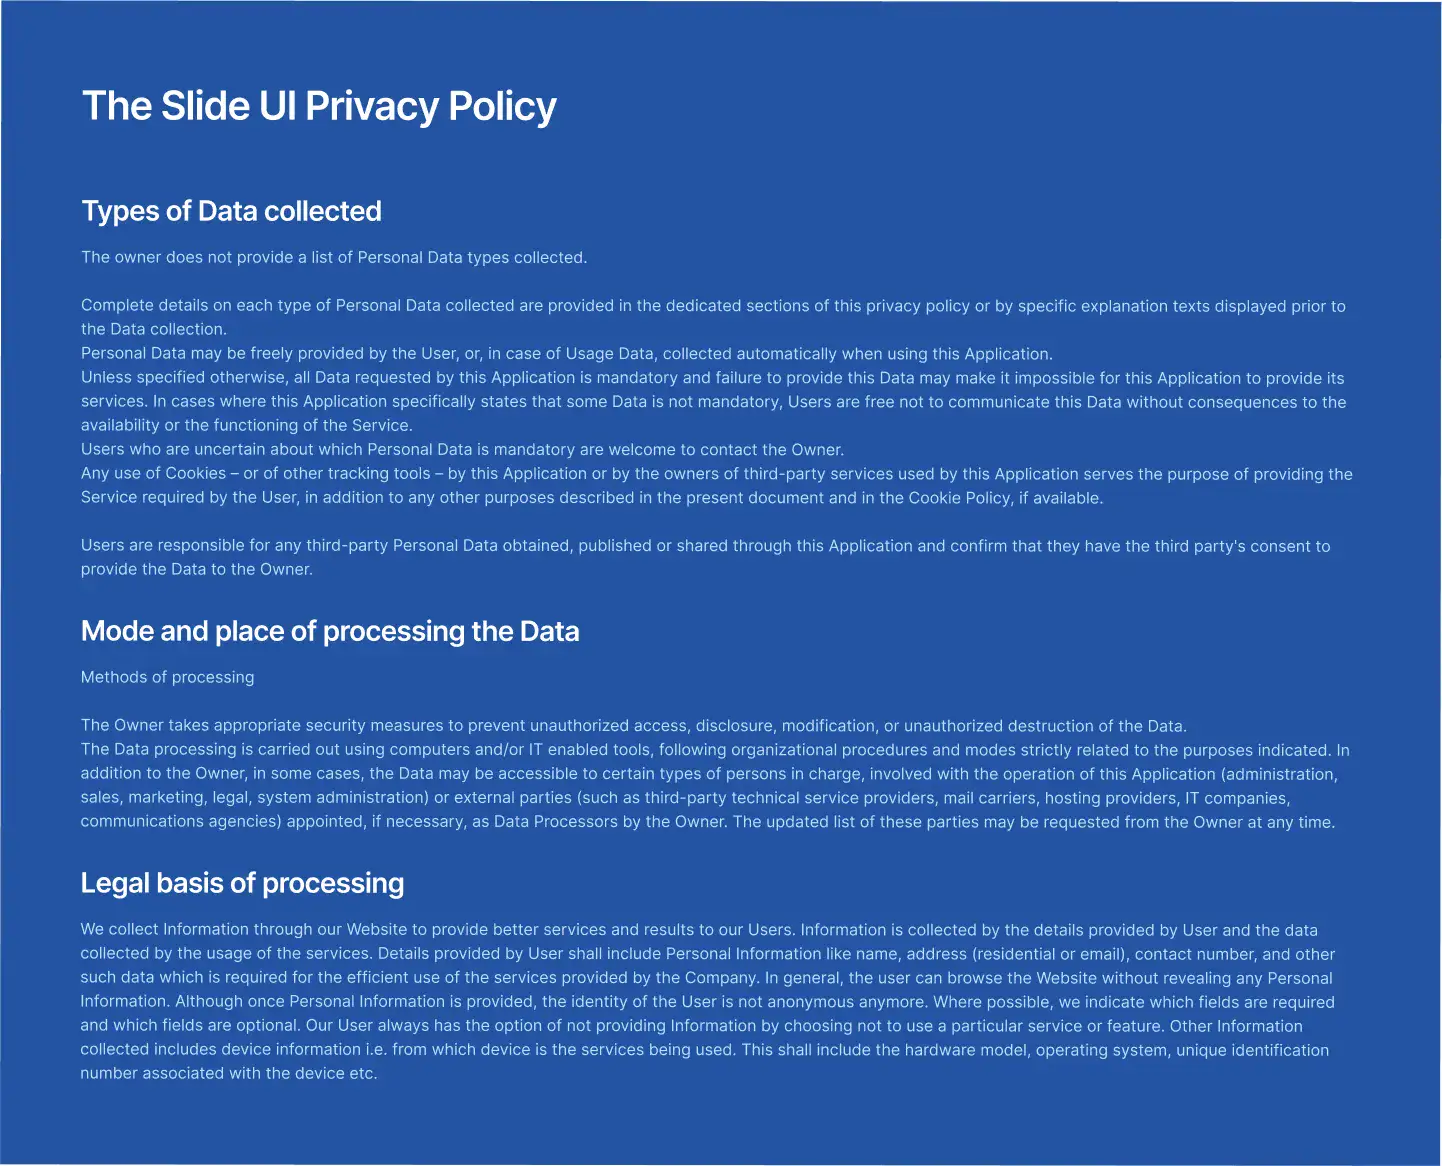 The Slide UI Privacy Policy
Types of Data collected
The owner does not provide a list of Personal Data types collected.
Complete details on each type of Personal Data collected are provided in the dedicated sections of this privacy policy or by specific explanation texts displayed prior to
the Data collection.
Personal Data may be freely provided by the User, or, in case of Usage Data, collected automatically when using this Application.
Unless specified otherwise, all Data requested by this Application is mandatory and failure to provide this Data may make it impossible for this Application to provide its
services. In cases where this Application specifically states that some Data is not mandatory, Users are free not to communicate this Data without consequences to the
availability or the functioning of the Service.
Users who are uncertain about which Personal Data is mandatory are welcome to contact the Owner.
Any use of Cookies – or of other tracking tools – by this Application or by the owners of third-party services used by this Application serves the purpose of providing the
Service required by the User, in addition to any other purposes described in the present document and in the Cookie Policy, if available.
Users are responsible for any third-party Personal Data obtained, published or shared through this Application and confirm that they have the third party's consent to
provide the Data to the Owner.
Mode and place of processing the Data
Methods of processing
The Owner takes appropriate security measures to prevent unauthorized access, disclosure, modification, or unauthorized destruction of the Data.
The Data processing is carried out using computers and/or IT enabled tools, following organizational procedures and modes strictly related to the purposes indicated. In
addition to the Owner, in some cases, the Data may be accessible to certain types of persons in charge, involved with the operation of this Application (administration,
sales, marketing, legal, system administration) or external parties (such as third-party technical service providers, mail carriers, hosting providers, IT companies,
communications agencies) appointed, if necessary, as Data Processors by the Owner. The updated list of these parties may be requested from the Owner at any time.
Legal basis of processing
We collect Information through our Website to provide better services and results to our Users. Information is collected by the details provided by User and the data
collected by the usage of the services. Details provided by User shall include Personal Information like name, address (residential or email), contact number, and other
such data which is required for the efficient use of the services provided by the Company. In general, the user can browse the Website without revealing any Personal
Information. Although once Personal Information is provided, the identity of the User is not anonymous anymore. Where possible, we indicate which fields are required
and which fields are optional. Our User always has the option of not providing Information by choosing not to use a particular service or feature. Other Information
collected includes device information i.e. from which device is the services being used. This shall include the hardware model, operating system, unique identification
number associated with the device etc.